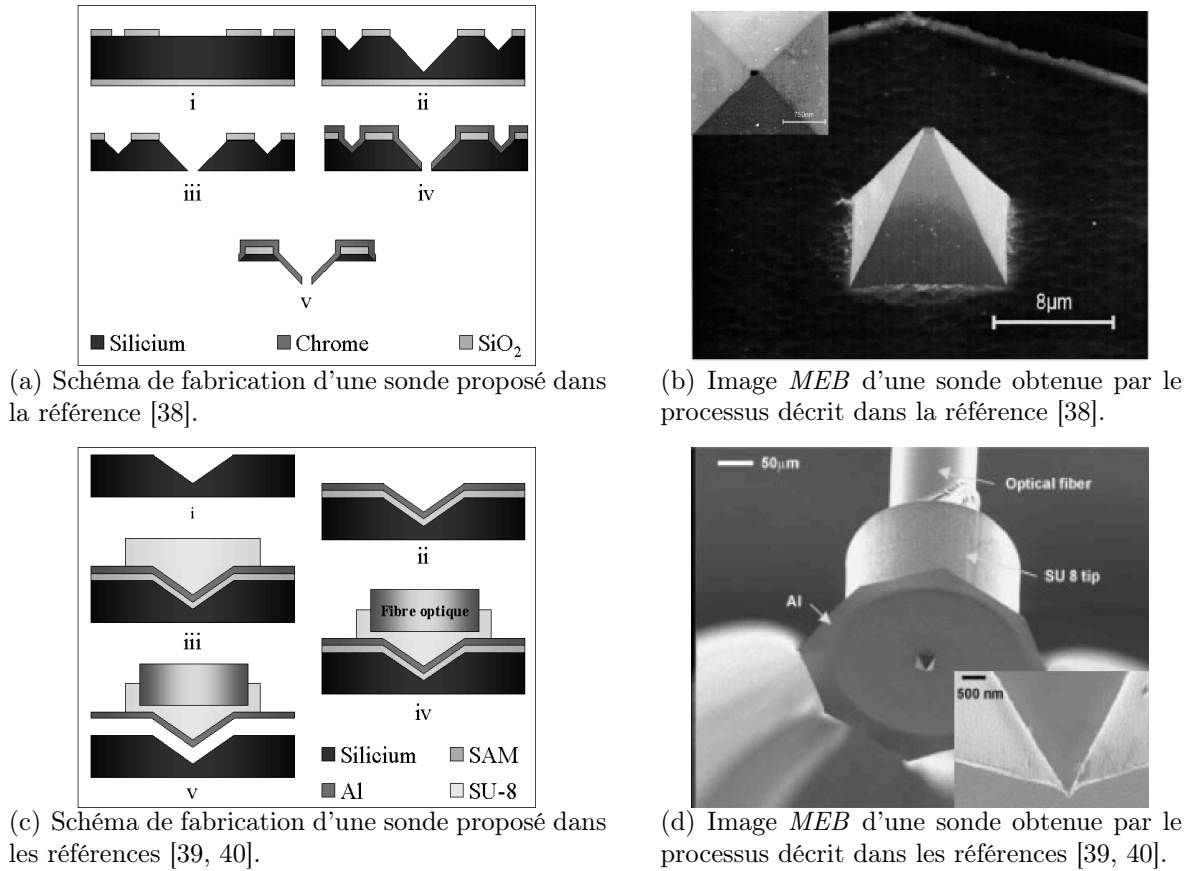 i
ii
iii
iv
v
Silicium
Chrome
SiO2
750nm
8µm
(a) Schéma de fabrication d'une sonde proposé dans
la référence [38].
(b) Image MEB d'une sonde obtenue par le
processus décrit dans la référence [38].
i
ii
iii
Fibre optique
iv
v
Silicium
SAM
Al
SU-8
50µm
Optical fiber
SU 8 tip
Al
500 nm
(c) Schéma de fabrication d'une sonde proposé dans
les références [39, 40].
(d) Image MEB d'une sonde obtenue par le
processus décrit dans les références [39, 40].